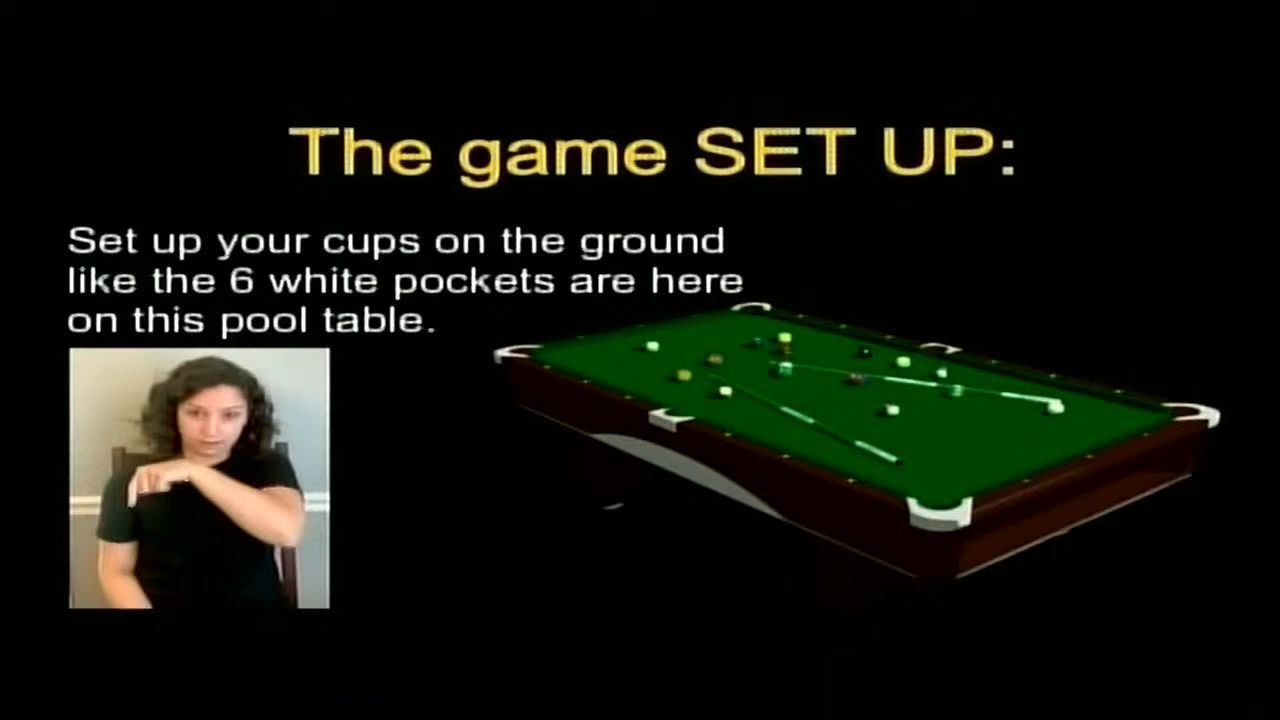 The game SET UP:
Set up your cups on the ground
like the 6 white pockets are here
on this pool table.